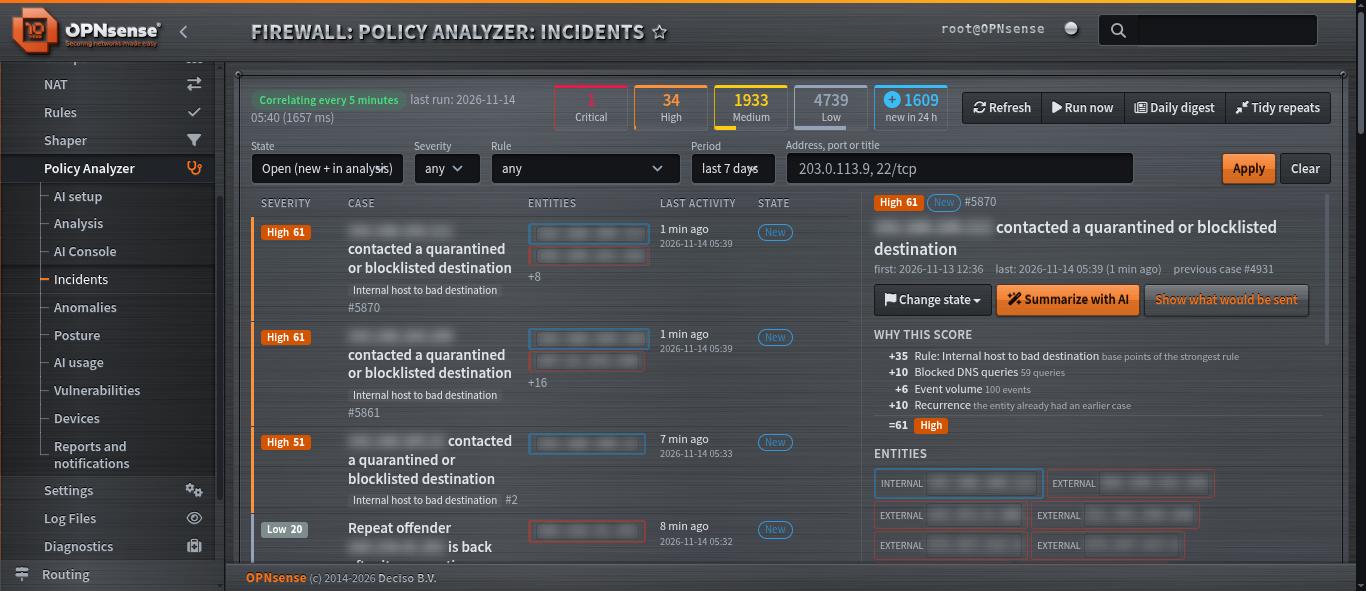 OPNsense
Securing networks made easy
FIREWALL: POLICY ANALYZER: INCIDENTS
root@OPNsense
NAT
Rules
Shaper
Policy Analyzer
AI setup
Analysis
AI Console
Incidents
Anomalies
Posture
AI usage
Vulnerabilities
Devices
Reports and
notifications
Settings
Log Files
Diagnostics
Routing
Correlating every 5 minutes last run: 2026-11-14
05:40 (1657 ms)
1
Critical
34
High
1933
Medium
4739
Low
1609
new in 24 h
Refresh
Run now
Daily digest
Tidy repeats
State
Open (new + in analysis)
Severity
any
Rule
any
Period
last 7 days
Address, port or title
203.0.113.9, 22/tcp
Apply
Clear
SEVERITY CASE ENTITIES LAST ACTIVITY STATE
High 61
contacted a quarantined
or blocklisted destination
Internal host to bad destination
#5870
+8
1 min ago
2026-11-14 05:39
New
High 61
contacted a quarantined
or blocklisted destination
Internal host to bad destination
#5861
+16
1 min ago
2026-11-14 05:39
New
High 51
contacted
a quarantined or
blocklisted destination
Internal host to bad destination #2
7 min ago
2026-11-14 05:33
New
Low 20
Repeat offender
is back
8 min ago
2026-11-14 05:32
New
High 61 New #5870
contacted a quarantined or blocklisted
destination
first: 2026-11-13 12:36 last: 2026-11-14 05:39 (1 min ago) previous case #4931
Change state
Summarize with AI
Show what would be sent
WHY THIS SCORE
+35 Rule: Internal host to bad destination base points of the strongest rule
+10 Blocked DNS queries 59 queries
+6 Event volume 100 events
+10 Recurrence the entity already had an earlier case
=61 High
ENTITIES
INTERNAL
EXTERNAL
EXTERNAL
EXTERNAL
EXTERNAL
EXTERNAL
OPNsense (c) 2014-2026 Deciso B.V.